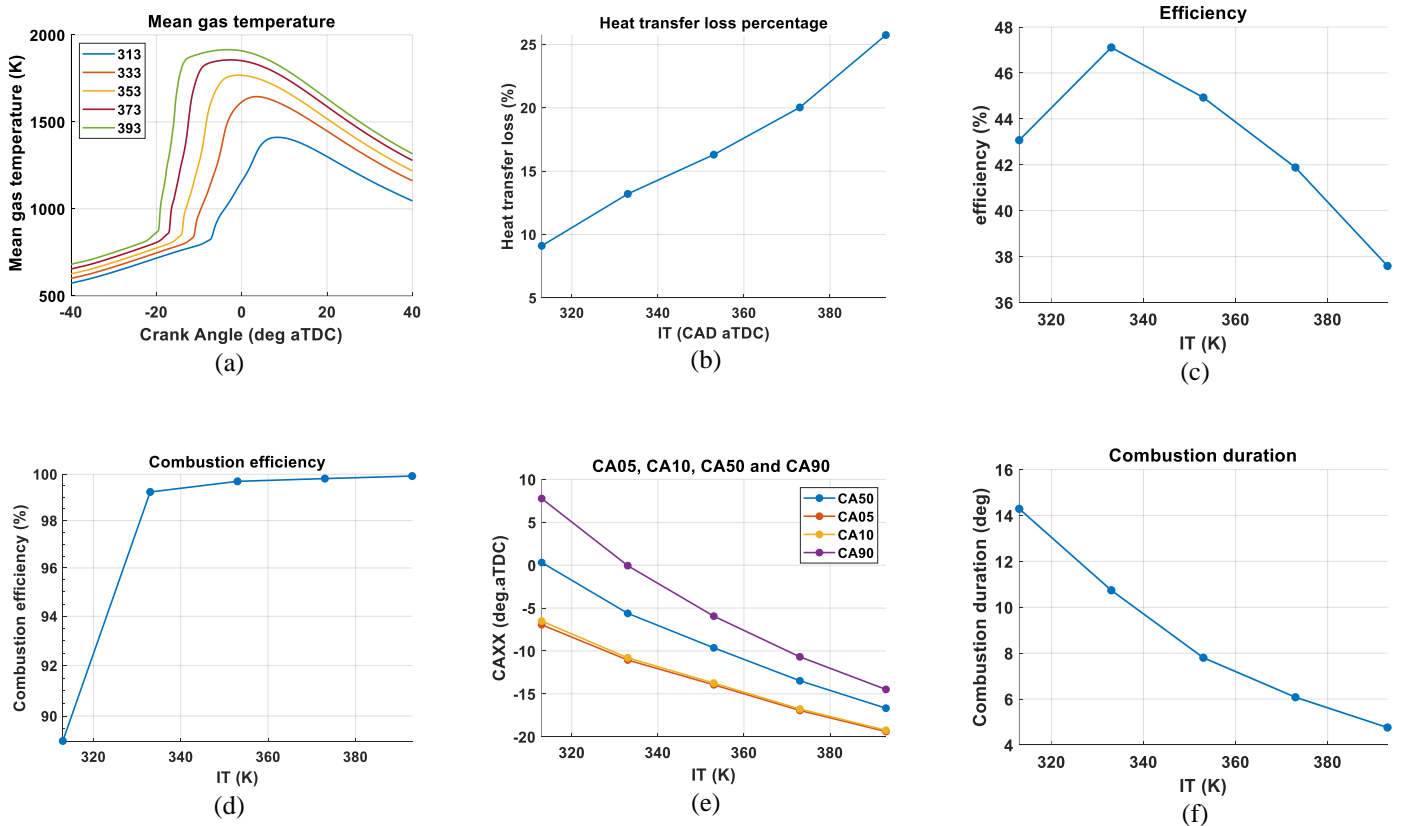 Mean gas temperature
Mean gas temperature (K)
2000
1500
1000
500
313
333
353
373
393
-40
-20
0
20
40
Crank Angle (deg aTDC)
(a)
Heat transfer loss percentage
Heat transfer loss (%)
25
20
15
10
5
320
340
360
380
IT (CAD aTDC)
(b)
Efficiency
efficiency (%)
48
46
44
42
40
38
36
320
340
360
380
IT (K)
(c)
Combustion efficiency
Combustion efficiency (%)
100
98
96
94
92
90
320
340
360
380
IT (K)
(d)
CA05, CA10, CA50 and CA90
CAXX (deg.aTDC)
10
5
0
-5
-10
-15
-20
CA50
CA05
CA10
CA90
320
340
360
380
IT (K)
(e)
Combustion duration
Combustion duration (deg)
16
14
12
10
8
6
4
320
340
360
380
IT (K)
(f)